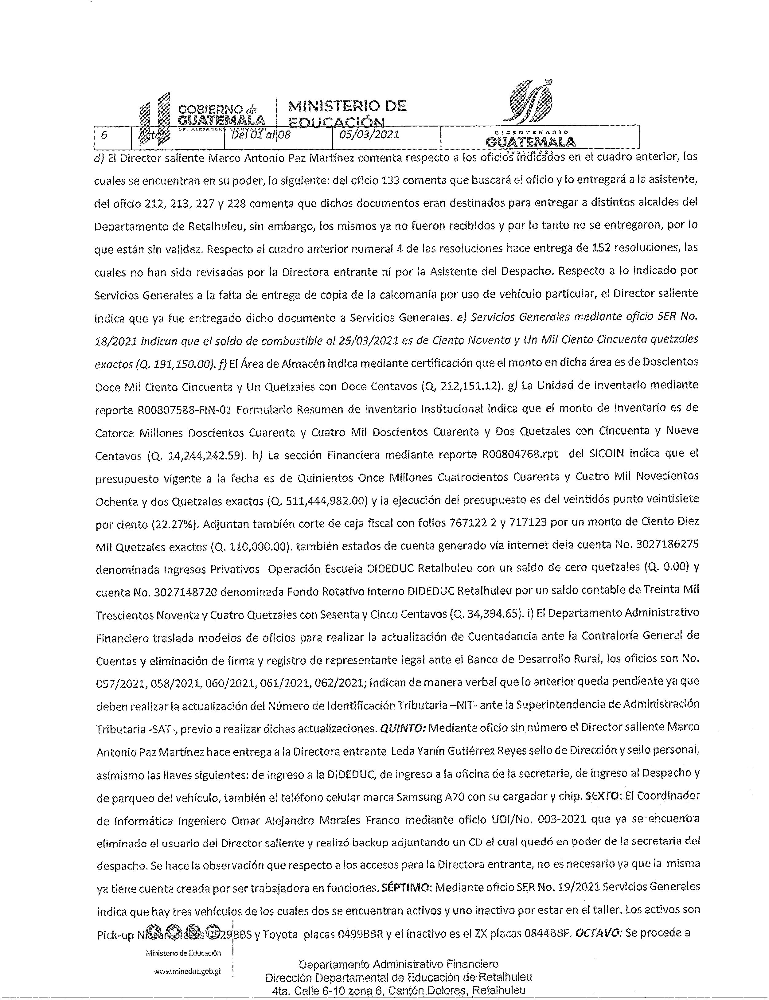 GOBIERNO de
GUATEMALA
DR. ALEJANDRO GIAMMATTEI
MINISTERIO DE
EDUCACIÓN
BICENTENARIO
GUATEMALA
1821-2021
6 Actas Del 01 al 08 05/03/2021
d) El Director saliente Marco Antonio Paz Martínez comenta respecto a los oficios indicados en el cuadro anterior, los
cuales se encuentran en su poder, lo siguiente: del oficio 133 comenta que buscará el oficio y lo entregará a la asistente,
del oficio 212, 213, 227 y 228 comenta que dichos documentos eran destinados para entregar a distintos alcaldes del
Departamento de Retalhuleu, sin embargo, los mismos ya no fueron recibidos y por lo tanto no se entregaron, por lo
que están sin validez. Respecto al cuadro anterior numeral 4 de las resoluciones hace entrega de 152 resoluciones, las
cuales no han sido revisadas por la Directora entrante ni por la Asistente del Despacho. Respecto a lo indicado por
Servicios Generales a la falta de entrega de copia de la calcomanía por uso de vehículo particular, el Director saliente
indica que ya fue entregado dicho documento a Servicios Generales. e) Servicios Generales mediante oficio SER No.
18/2021 indican que el saldo de combustible al 25/03/2021 es de Ciento Noventa y Un Mil Ciento Cincuenta quetzales
exactos (Q. 191,150.00). f) El Área de Almacén indica mediante certificación que el monto en dicha área es de Doscientos
Doce Mil Ciento Cincuenta y Un Quetzales con Doce Centavos (Q, 212,151.12). g) La Unidad de Inventario mediante
reporte R00807588-FIN-01 Formulario Resumen de Inventario Institucional indica que el monto de Inventario es de
Catorce Millones Doscientos Cuarenta y Cuatro Mil Doscientos Cuarenta y Dos Quetzales con Cincuenta y Nueve
Centavos (Q. 14,244,242.59). h) La sección Financiera mediante reporte R00804768.rpt del SICOIN indica que el
presupuesto vigente a la fecha es de Quinientos Once Millones Cuatrocientos Cuarenta y Cuatro Mil Novecientos
Ochenta y dos Quetzales exactos (Q. 511,444,982.00) y la ejecución del presupuesto es del veintidós punto veintisiete
por ciento (22.27%). Adjuntan también corte de caja fiscal con folios 767122 2 y 717123 por un monto de Ciento Diez
Mil Quetzales exactos (Q. 110,000.00). también estados de cuenta generado vía internet dela cuenta No. 3027186275
denominada Ingresos Privativos Operación Escuela DIDEDUC Retalhuleu con un saldo de cero quetzales (Q. 0.00) y
cuenta No. 3027148720 denominada Fondo Rotativo Interno DIDEDUC Retalhuleu por un saldo contable de Treinta Mil
Trescientos Noventa y Cuatro Quetzales con Sesenta y Cinco Centavos (Q. 34,394.65). i) El Departamento Administrativo
Financiero traslada modelos de oficios para realizar la actualización de Cuentadancia ante la Contraloría General de
Cuentas y eliminación de firma y registro de representante legal ante el Banco de Desarrollo Rural, los oficios son No.
057/2021, 058/2021, 060/2021, 061/2021, 062/2021; indican de manera verbal que lo anterior queda pendiente ya que
deben realizar la actualización del Número de Identificación Tributaria –NIT- ante la Superintendencia de Administración
Tributaria -SAT-, previo a realizar dichas actualizaciones. QUINTO: Mediante oficio sin número el Director saliente Marco
Antonio Paz Martínez hace entrega a la Directora entrante Leda Yanín Gutiérrez Reyes sello de Dirección y sello personal,
asimismo las llaves siguientes: de ingreso a la DIDEDUC, de ingreso a la oficina de la secretaria, de ingreso al Despacho y
de parqueo del vehículo, también el teléfono celular marca Samsung A70 con su cargador y chip. SEXTO: El Coordinador
de Informática Ingeniero Omar Alejandro Morales Franco mediante oficio UDI/No. 003-2021 que ya se encuentra
eliminado el usuario del Director saliente y realizó backup adjuntando un CD el cual quedó en poder de la secretaria del
despacho. Se hace la observación que respecto a los accesos para la Directora entrante, no es necesario ya que la misma
ya tiene cuenta creada por ser trabajadora en funciones. SÉPTIMO: Mediante oficio SER No. 19/2021 Servicios Generales
indica que hay tres vehículos de los cuales dos se encuentran activos y uno inactivo por estar en el taller. Los activos son
Pick-up 0529BBS y Toyota placas 0499BBR y el inactivo es el ZX placas 0844BBF. OCTAVO: Se procede a
Ministerio de Educación
www.mineduc.gob.gt
Departamento Administrativo Financiero
Dirección Departamental de Educación de Retalhuleu
4ta. Calle 6-10 zona 6, Cantón Dolores, Retalhuleu